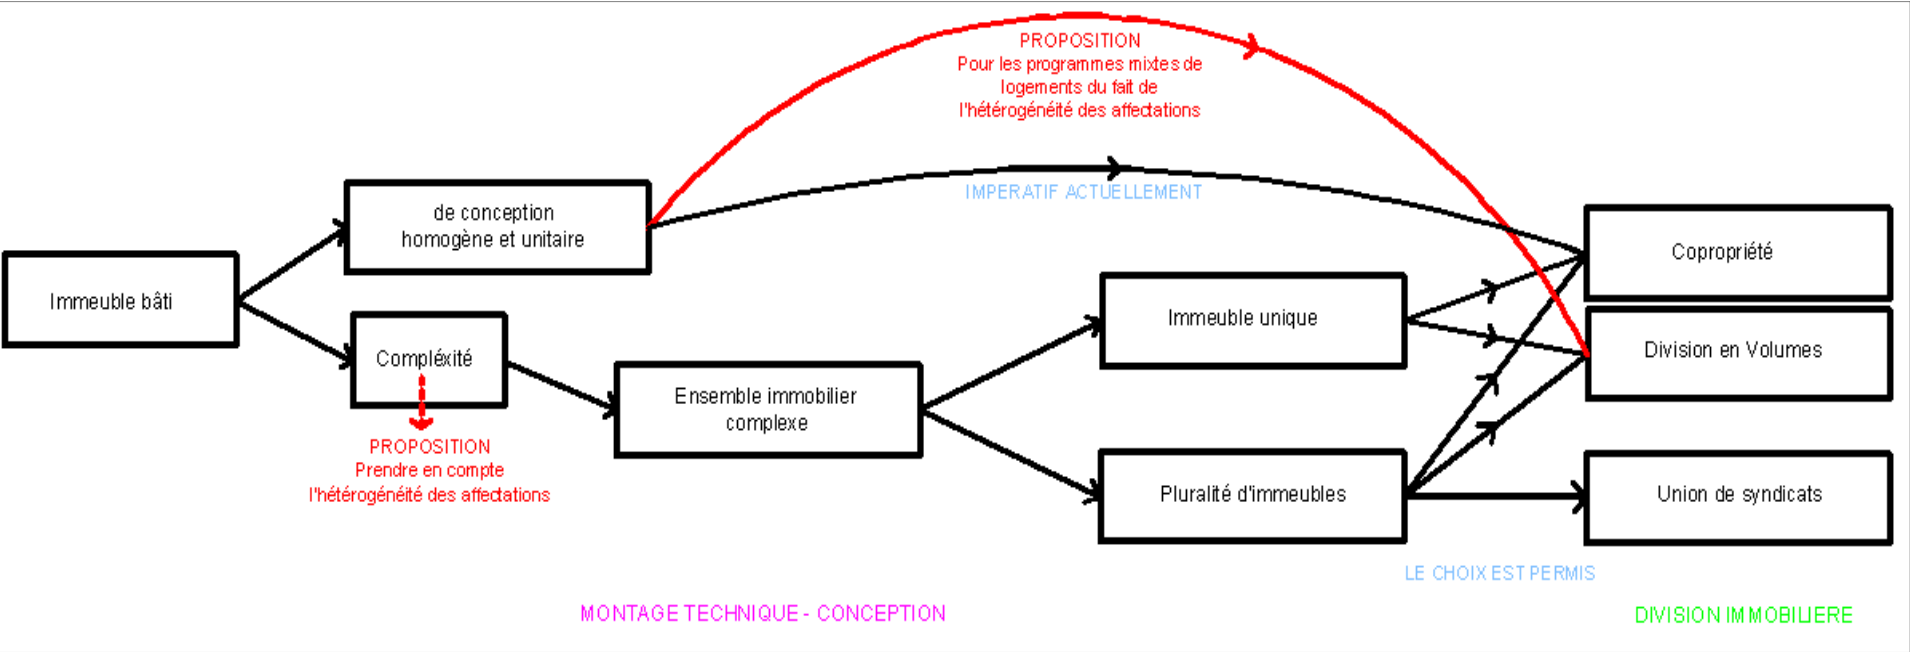 PROPOSITION
Pour les programmes mixtes de
logements du fait de
l'hétérogénéité des affectations
IMPERATIF ACTUELLEMENT
de conception
homogène et unitaire
Copropriété
Immeuble bâti
Immeuble unique
Division en Volumes
Compléxité
Ensemble immobilier
complexe
PROPOSITION
Prendre en compte
l'hétérogénéité des affectations
Pluralité d'immeubles
Union de syndicats
LE CHOIX EST PERMIS
MONTAGE TECHNIQUE - CONCEPTION
DIVISION IMMOBILIERE